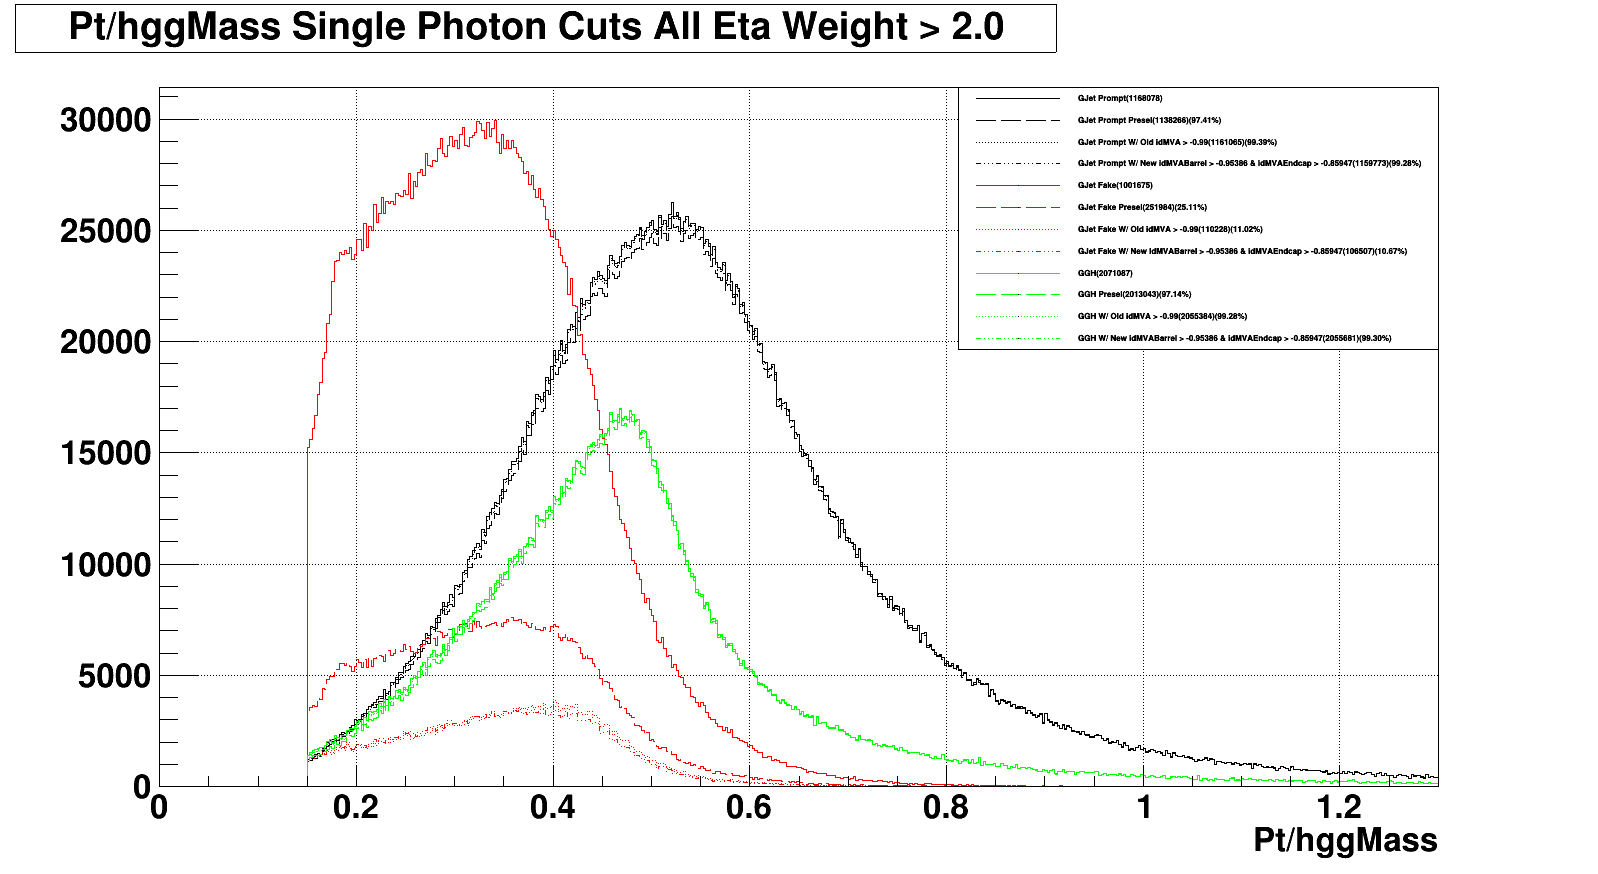 Pt/hggMass Single Photon Cuts All Eta Weight > 2.0
GJet Prompt(1168078)
GJet Prompt Presel(1138266)(97.41%)
GJet Prompt W/ Old idMVA > -0.99(1161065)(99.39%)
GJet Prompt W/ New idMVABarrel > -0.95386 & idMVAEndcap > -0.85947(1159773)(99.28%)
GJet Fake(1001675)
GJet Fake Presel(251984)(25.11%)
GJet Fake W/ Old idMVA > -0.99(110228)(11.02%)
GJet Fake W/ New idMVABarrel > -0.95386 & idMVAEndcap > -0.85947(106507)(10.67%)
GGH(2071087)
GGH Presel(2013043)(97.14%)
GGH W/ Old idMVA > -0.99(2055384)(99.28%)
GGH W/ New idMVABarrel > -0.95386 & idMVAEndcap > -0.85947(2055681)(99.30%)
30000
25000
20000
15000
10000
5000
0
0 0.2 0.4 0.6 0.8 1 1.2
Pt/hggMass